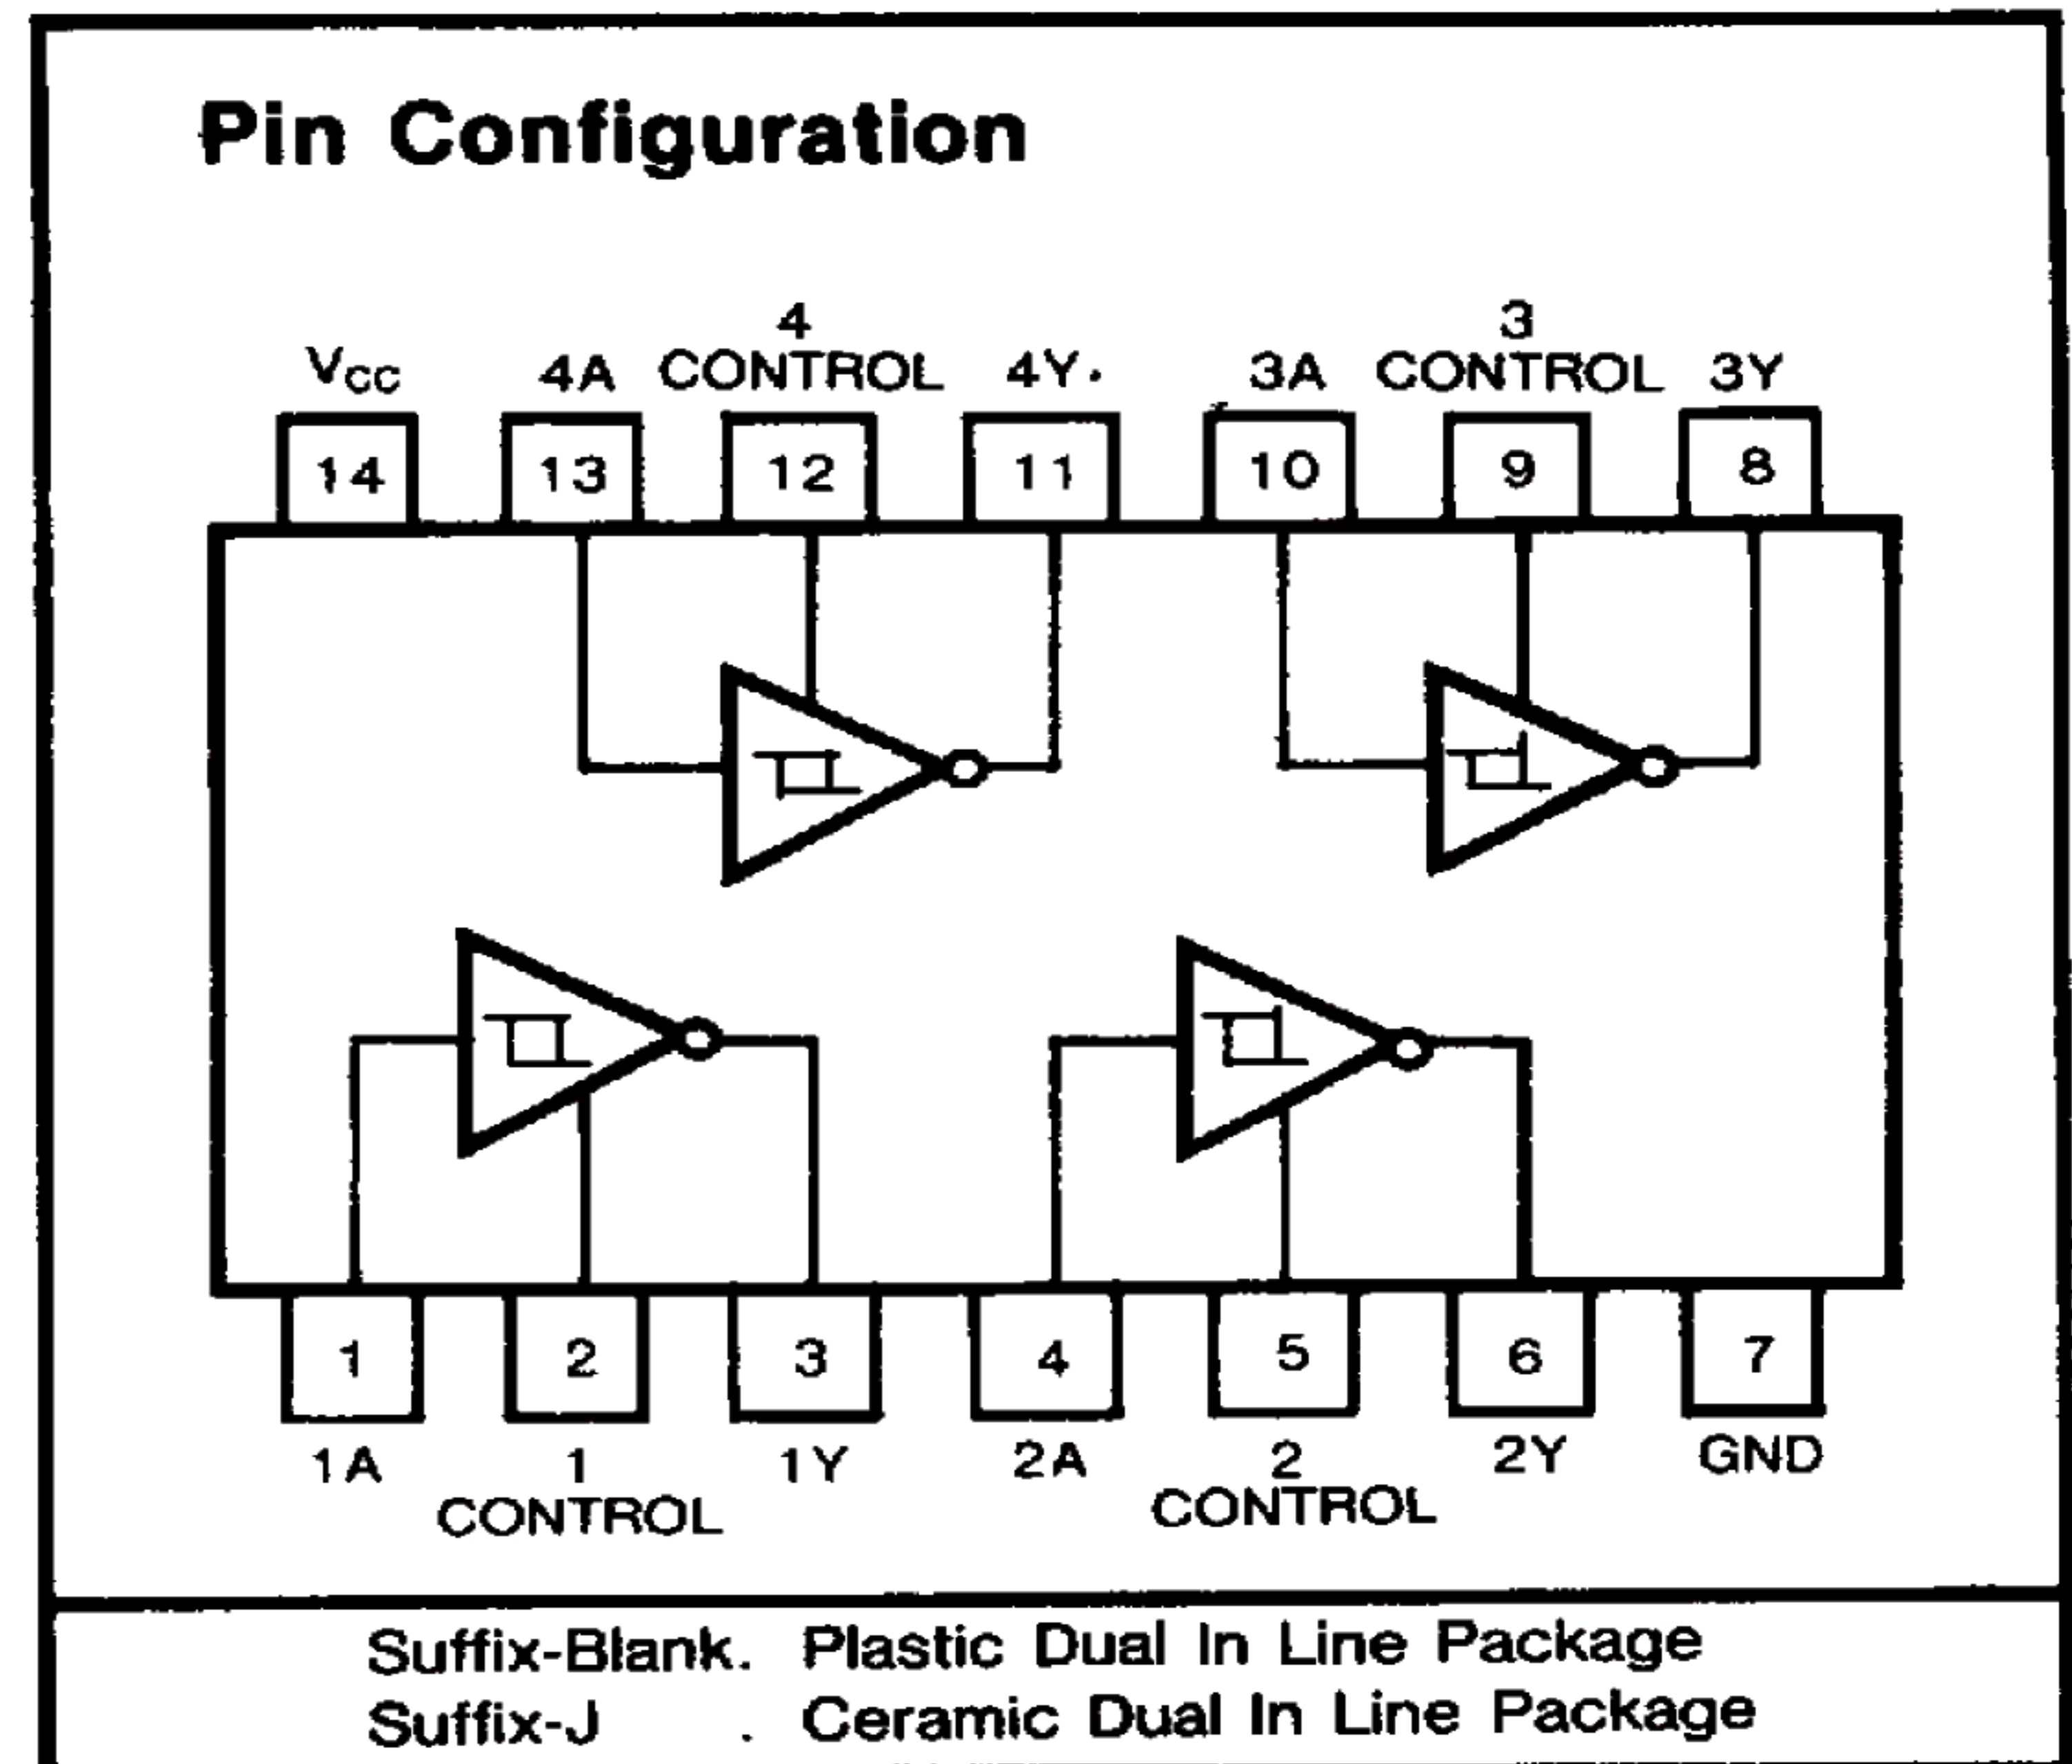 Pin Configuration
4 3
VCC 4A CONTROL 4Y. 3A CONTROL 3Y
14 13 12 11 10 9 8
1 2 3 4 5 6 7
1A 1 1Y 2A 2 2Y GND
CONTROL CONTROL
Suffix-Blank. Plastic Dual In Line Package
Suffix-J . Ceramic Dual In Line Package